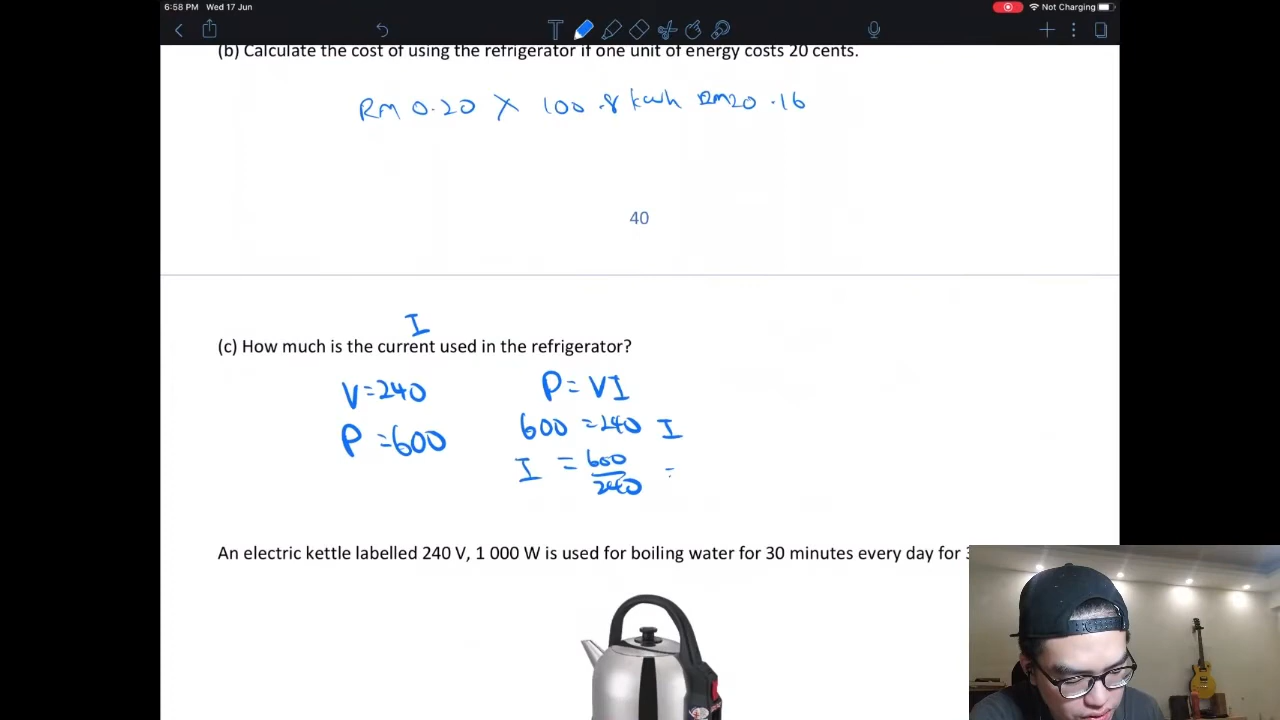 6:58 PM Wed 17 Jun
Not Charging
(b) Calculate the cost of using the refrigerator if one unit of energy costs 20 cents.
RM 0.20 X 100.8 kwh RM20.16
40
I
(c) How much is the current used in the refrigerator?
V=240
P=600
P = VI
600 = 240 I
I = 600/240 =
An electric kettle labelled 240 V, 1 000 W is used for boiling water for 30 minutes every day for